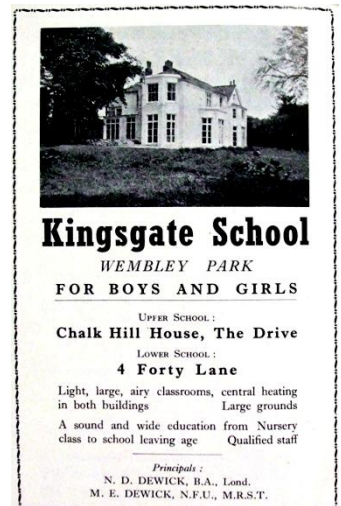 Kingsgate School
WEMBLEY PARK
FOR BOYS AND GIRLS
UPPER SCHOOL :
Chalk Hill House, The Drive
LOWER SCHOOL :
4 Forty Lane
Light, large, airy classrooms, central heating
in both buildings Large grounds
A sound and wide education from Nursery
class to school leaving age Qualified staff
Principals :
N. D. DEWICK, B.A., Lond.
M. E. DEWICK, N.F.U., M.R.S.T.